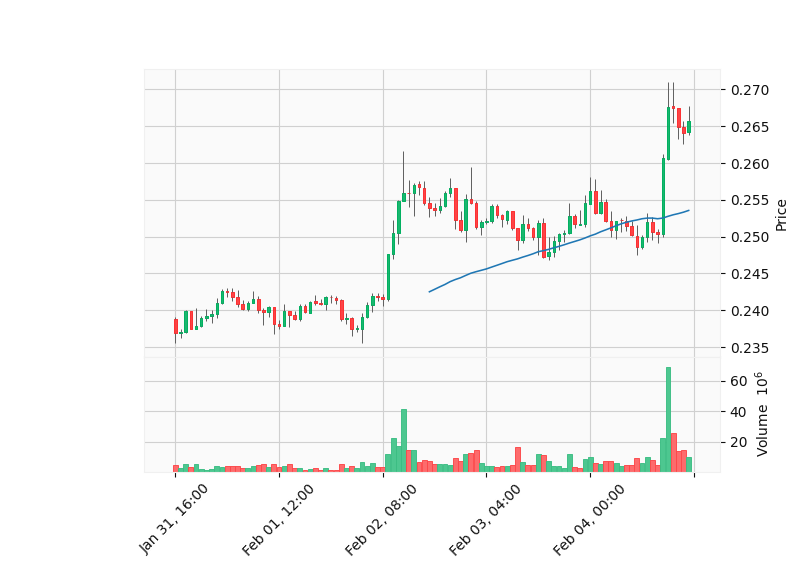 0.270
0.265
0.260
0.255
0.250
0.245
0.240
0.235
Price
60
40
20
Volume 10⁶
Jan 31, 16:00
Feb 01, 12:00
Feb 02, 08:00
Feb 03, 04:00
Feb 04, 00:00